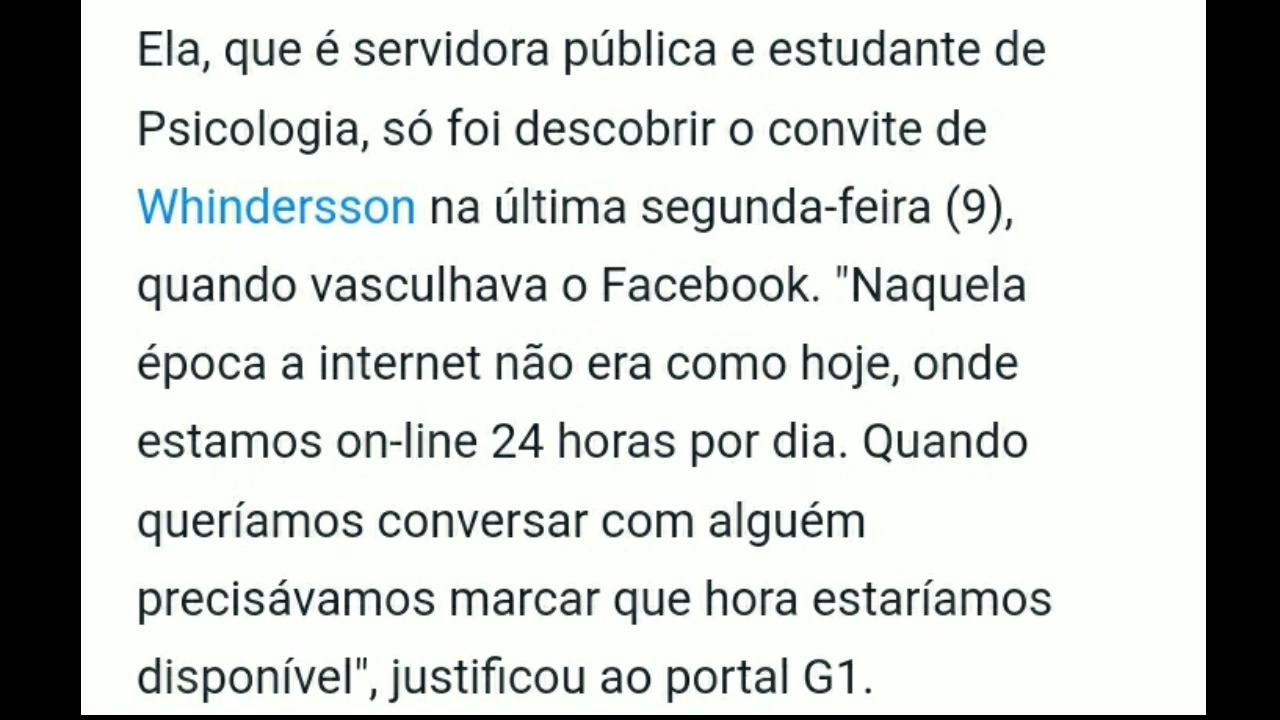 Ela, que é servidora pública e estudante de
Psicologia, só foi descobrir o convite de
Whindersson na última segunda-feira (9),
quando vasculhava o Facebook. "Naquela
época a internet não era como hoje, onde
estamos on-line 24 horas por dia. Quando
queríamos conversar com alguém
precisávamos marcar que hora estaríamos
disponível", justificou ao portal G1.